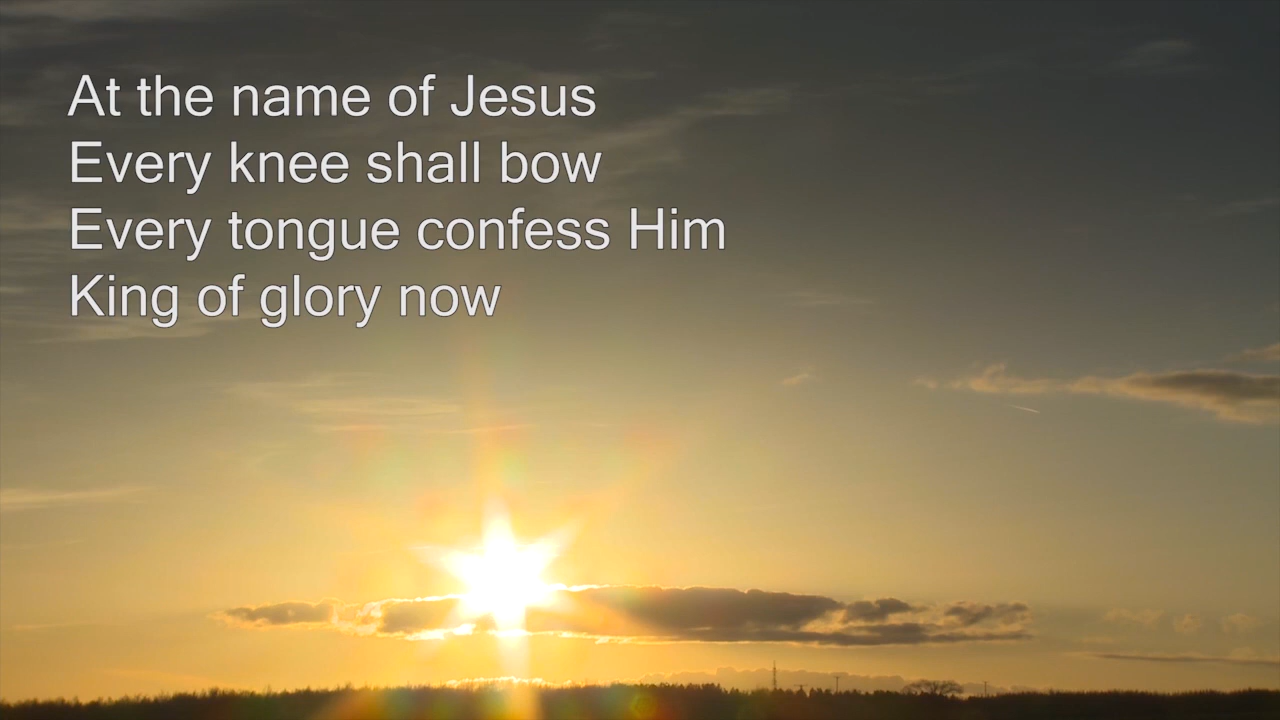 At the name of Jesus
Every knee shall bow
Every tongue confess Him
King of glory now